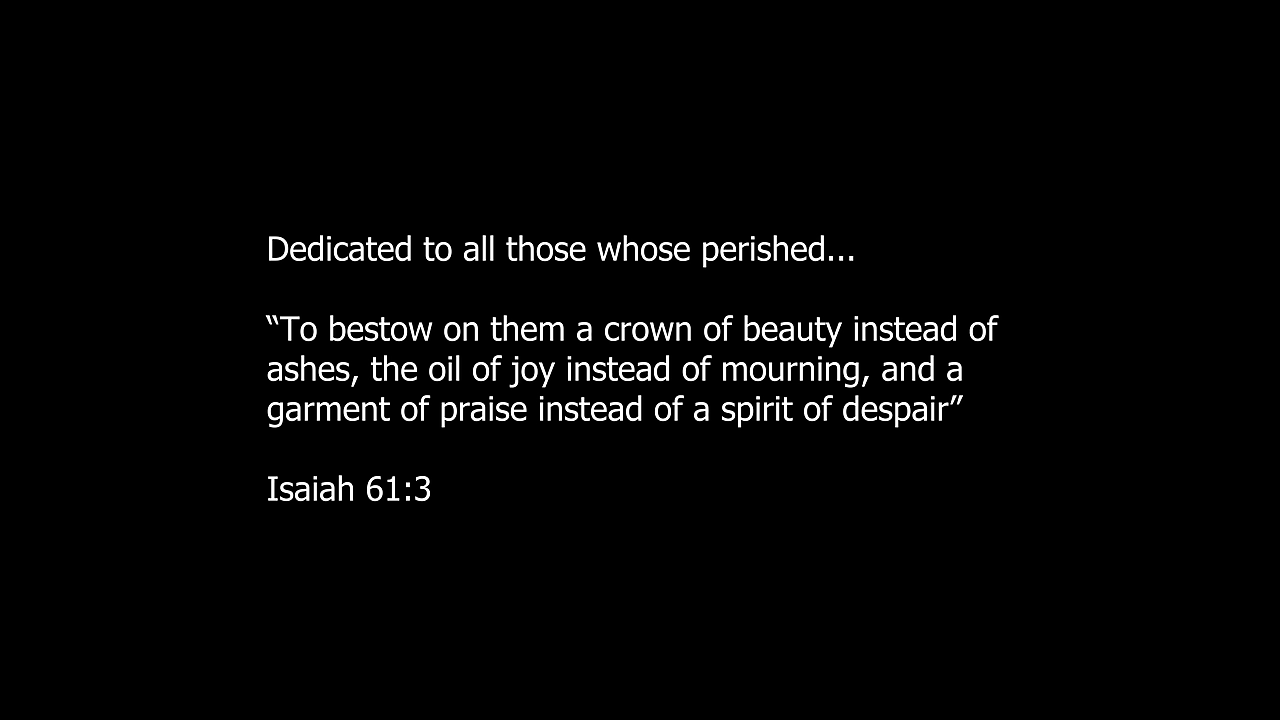 Dedicated to all those whose perished...
“To bestow on them a crown of beauty instead of
ashes, the oil of joy instead of mourning, and a
garment of praise instead of a spirit of despair”
Isaiah 61:3